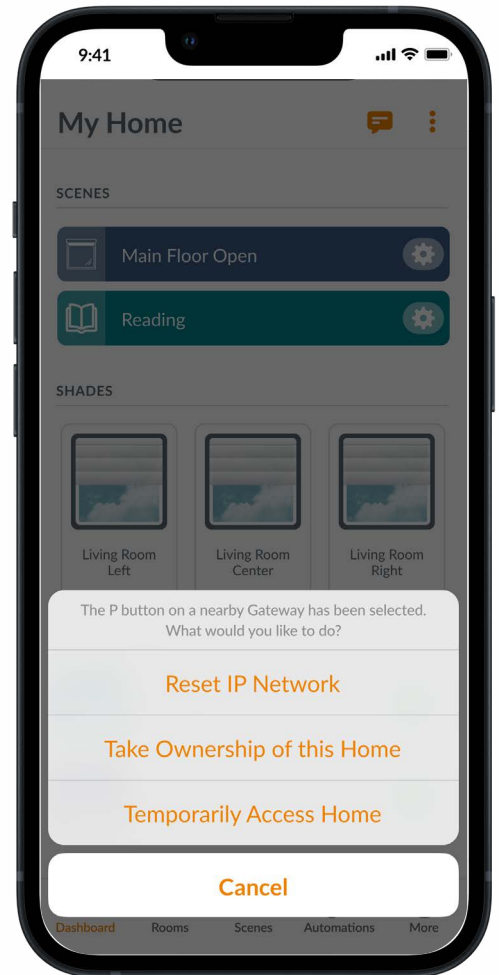 9:41
My Home
SCENES
Main Floor Open
Reading
SHADES
Living Room
Left
Living Room
Center
Living Room
Right
The P button on a nearby Gateway has been selected.
What would you like to do?
Reset IP Network
Take Ownership of this Home
Temporarily Access Home
Cancel
Dashboard Rooms Scenes Automations More